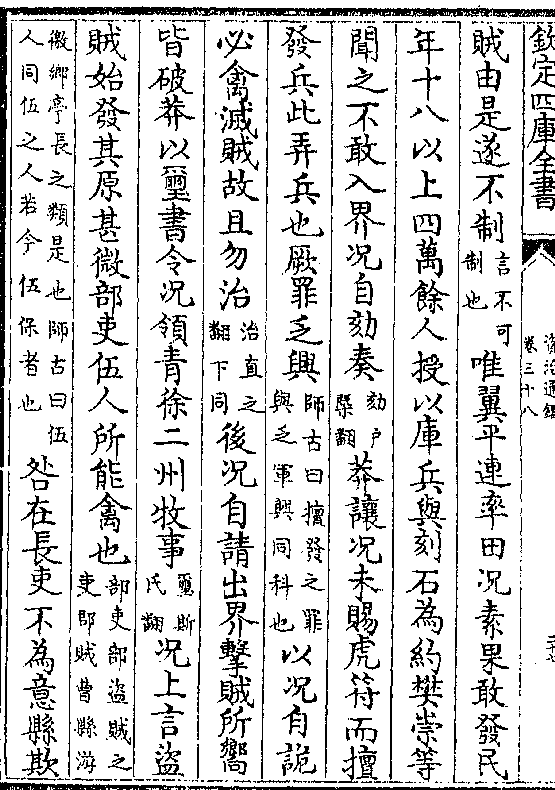 欽定四庫全書
資治通鑑
卷三十八
賊由是遂不制言不可制也唯翼平連率田况素果敢發民
年十八以上四萬餘人授以庫兵與刻石為約樊崇等
聞之不敢入界况自劾奏劾戶槩翻莽讓况未賜虎符而擅
發兵此弄兵也厥罪乏興師古曰擅發之罪與乏軍興同科也以况自詭
必禽滅賊故且勿治治直之翻下同後况自請出界擊賊所嚮
皆破莽以璽書令况領青徐二州牧事璽斯氏翻况上言盜
賊始發其原甚微部吏伍人所能禽也部吏部盜賊之吏即賊曹縣游
徼鄉亭長之類是也師古曰伍人同伍之人若今伍保者也咎在長吏不為意縣欺